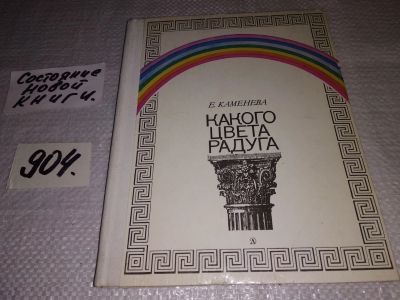 Состояние
новой
книги.
904.
Е. КАМЕНЕВА
КАКОГО
ЦВЕТА
РАДУГА